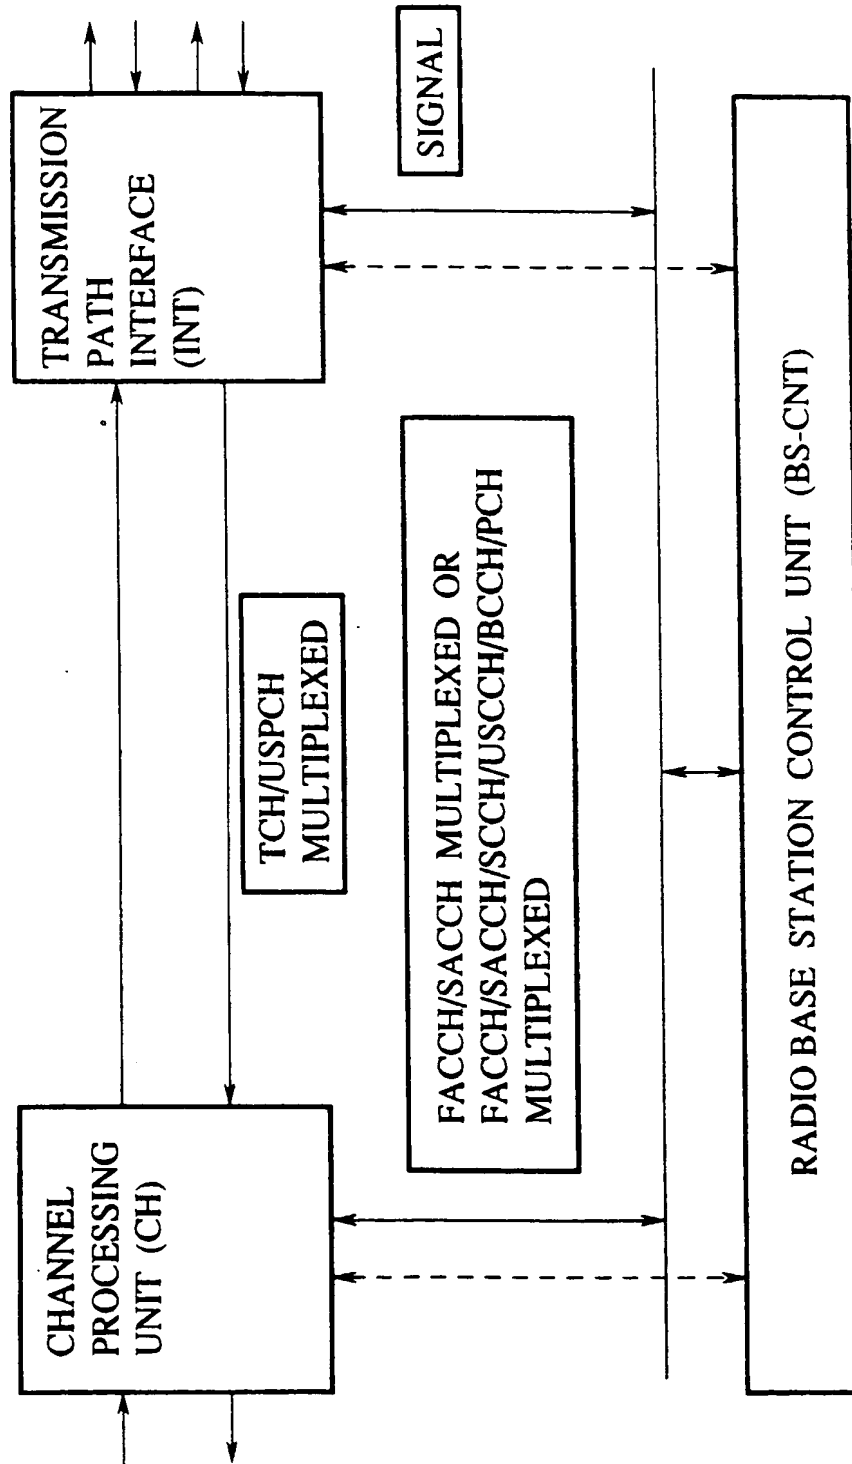 CHANNEL
PROCESSING
UNIT (CH)
TRANSMISSION
PATH
INTERFACE
(INT)
TCH/USPCH
MULTIPLEXED
SIGNAL
FACCH/SACCH MULTIPLEXED OR
FACCH/SACCH/SCCH/USCCH/BCCH/PCH
MULTIPLEXED
RADIO BASE STATION CONTROL UNIT (BS-CNT)